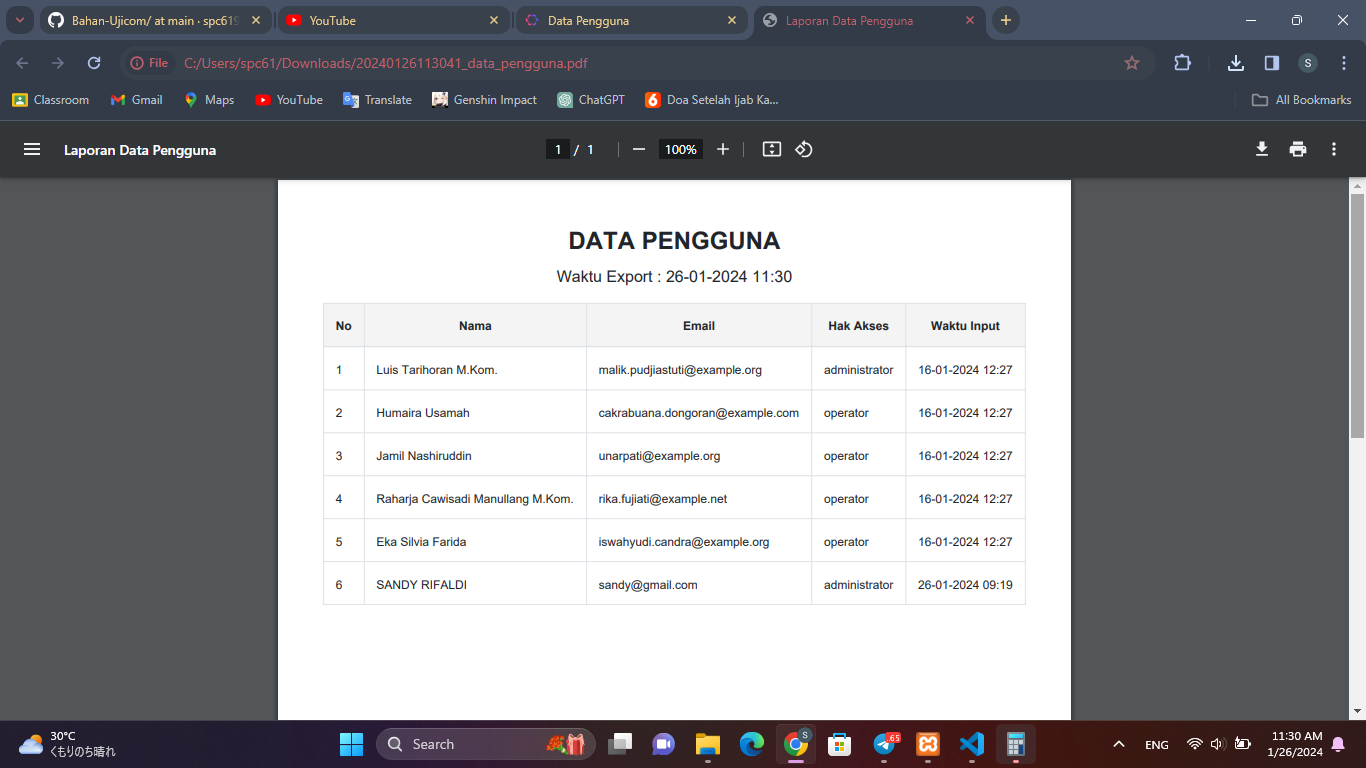 Bahan-Ujicom/ at main · spc619
YouTube
Data Pengguna
Laporan Data Pengguna
File
C:/Users/spc61/Downloads/20240126113041_data_pengguna.pdf
S
Classroom
Gmail
Maps
YouTube
Translate
Genshin Impact
ChatGPT
Doa Setelah Ijab Ka...
All Bookmarks
Laporan Data Pengguna
1 / 1
100%
DATA PENGGUNA
Waktu Export : 26-01-2024 11:30
No Nama Email Hak Akses Waktu Input
1 Luis Tarihoran M.Kom. malik.pudjiastuti@example.org administrator 16-01-2024 12:27
2 Humaira Usamah cakrabuana.dongoran@example.com operator 16-01-2024 12:27
3 Jamil Nashiruddin unarpati@example.org operator 16-01-2024 12:27
4 Raharja Cawisadi Manullang M.Kom. rika.fujiati@example.net operator 16-01-2024 12:27
5 Eka Silvia Farida iswahyudi.candra@example.org operator 16-01-2024 12:27
6 SANDY RIFALDI sandy@gmail.com administrator 26-01-2024 09:19
30°C
くもりのち晴れ
Search
S
.65
ENG
11:30 AM
1/26/2024